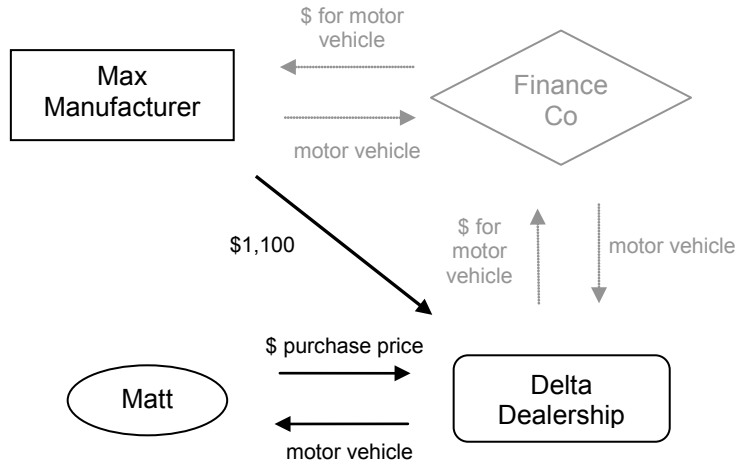 $ for motor
vehicle
Max
Manufacturer
Finance
Co
motor vehicle
$1,100
$ for
motor
vehicle
motor vehicle
$ purchase price
Matt
Delta
Dealership
motor vehicle